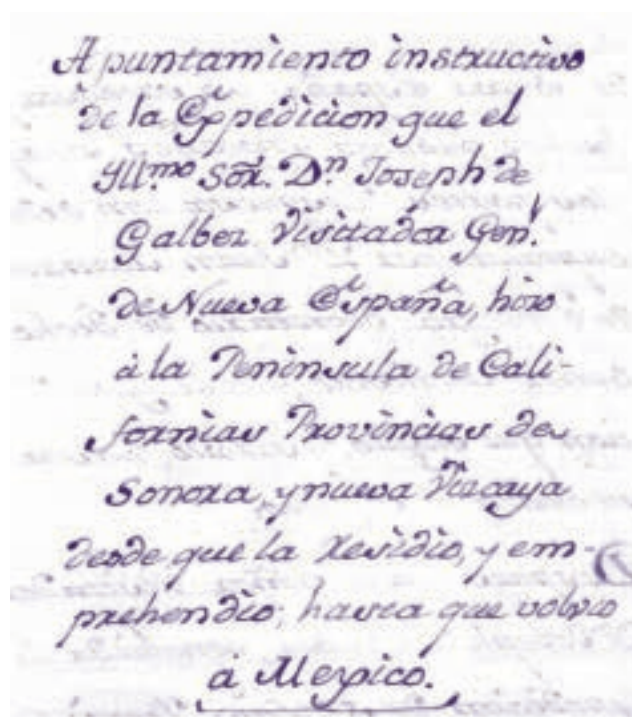 Apuntamiento instructivo
de la Expedicion que el
Yll.mo Sor. Dn Joseph de
Galbez Visitador Gen.l
de Nueva España, hizo
à la Peninsula de Cali-
fornias Provincias de
Sonora, y nueva Vizcaya
desde que la residio, y em-
prehendio; hasta que volvio
à Mexico.